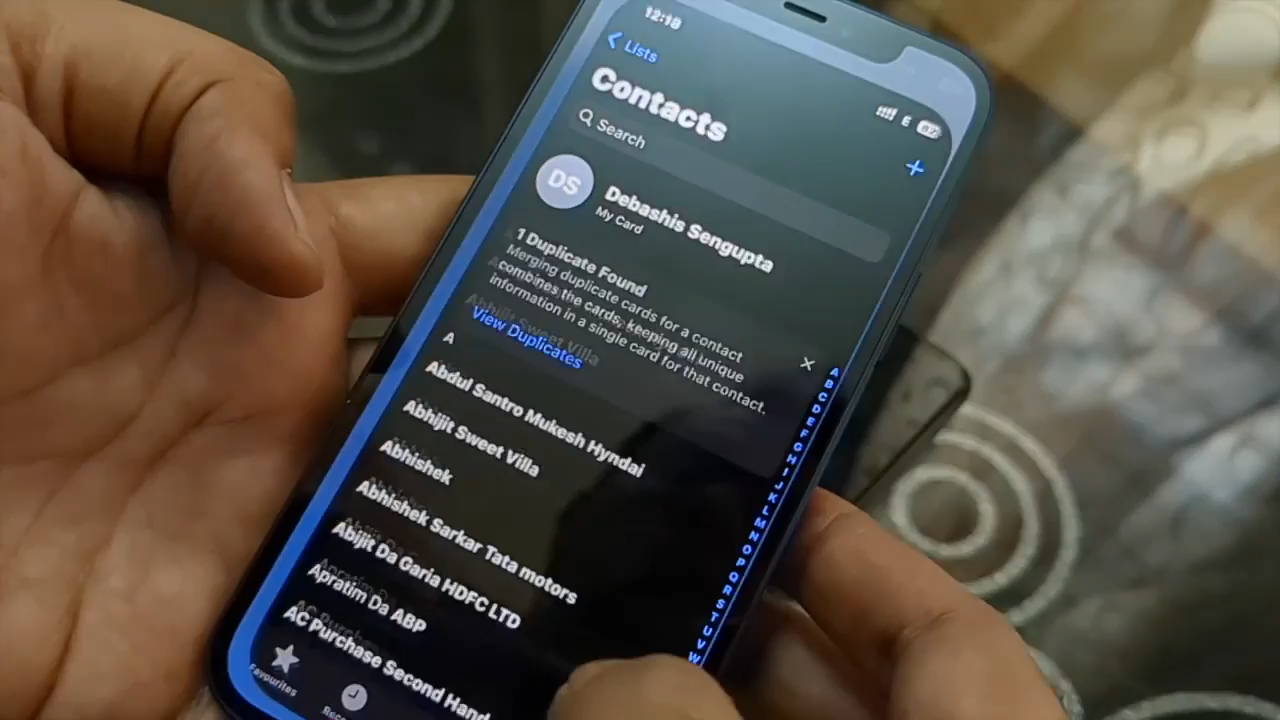 12:18
E 82
Lists
Contacts
Search
DS
Debashis Sengupta
My Card
1 Duplicate Found
Merging duplicate cards for a contact
combines the cards, keeping all unique
information in a single card for that contact.
View Duplicates
A
Abdul Santro Mukesh Hyndai
Abhijit Sweet Villa
Abhishek
Abhishek Sarkar Tata motors
Abijit Da Garia HDFC LTD
Apratim Da ABP
AC Purchase Second Hand
Favourites
A
B
C
D
E
F
G
H
I
J
K
L
M
N
O
P
Q
R
S
T
U
V
W